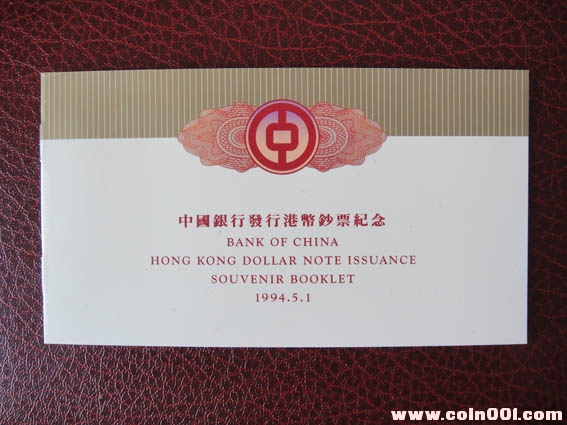 中國銀行發行港幣鈔票紀念
BANK OF CHINA
HONG KONG DOLLAR NOTE ISSUANCE
SOUVENIR BOOKLET
1994.5.1
www.coin001.com